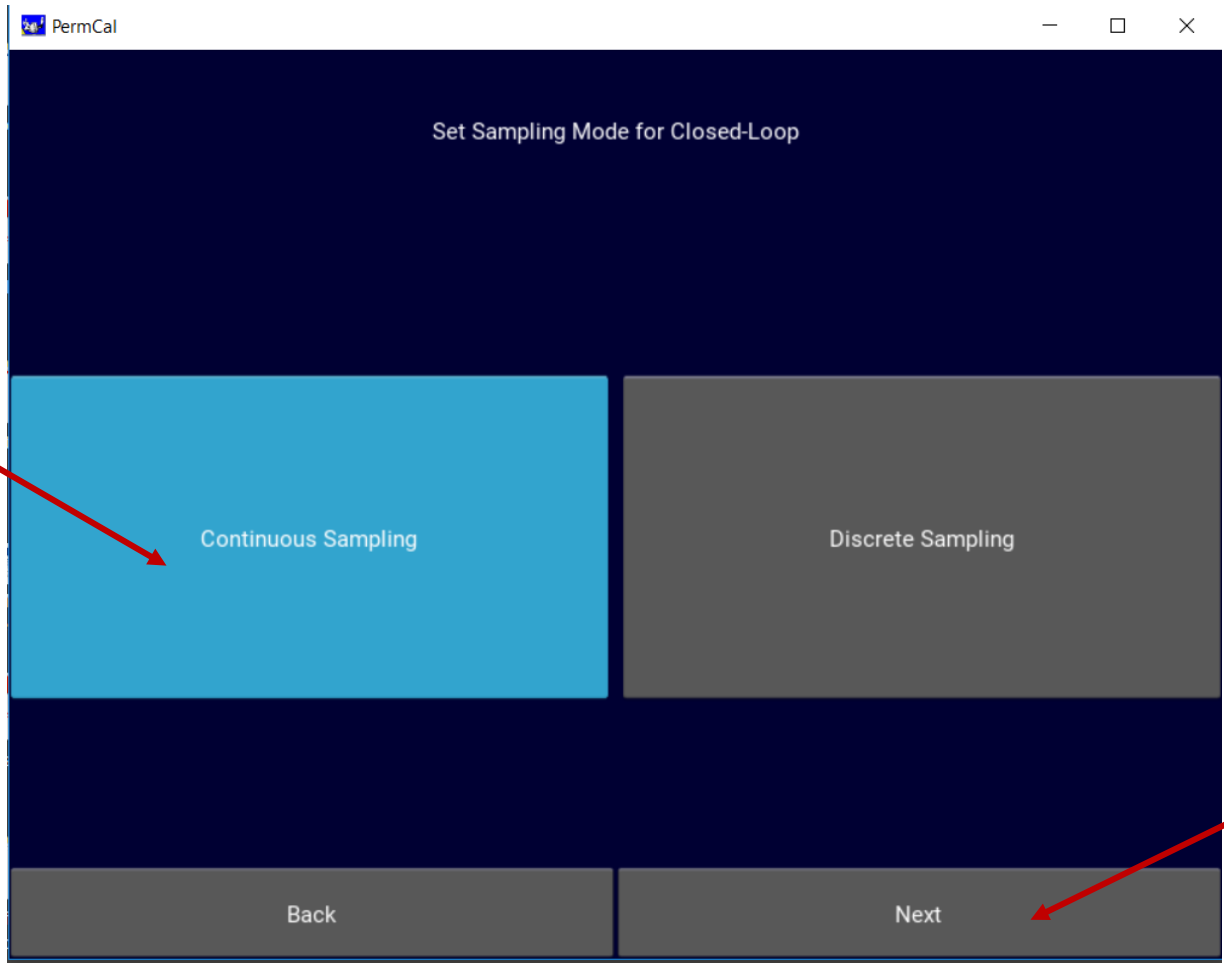 PermCal
Set Sampling Mode for Closed-Loop
Continuous Sampling
Discrete Sampling
Back
Next